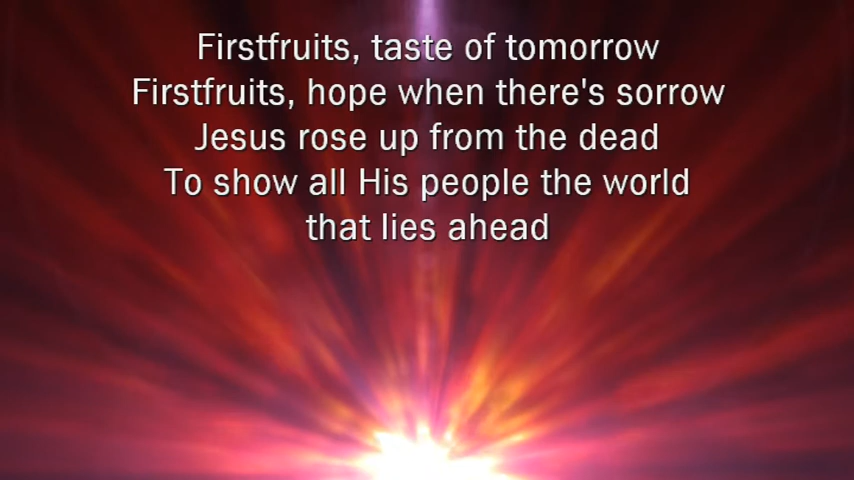 Firstfruits, taste of tomorrow
Firstfruits, hope when there's sorrow
Jesus rose up from the dead
To show all His people the world
that lies ahead